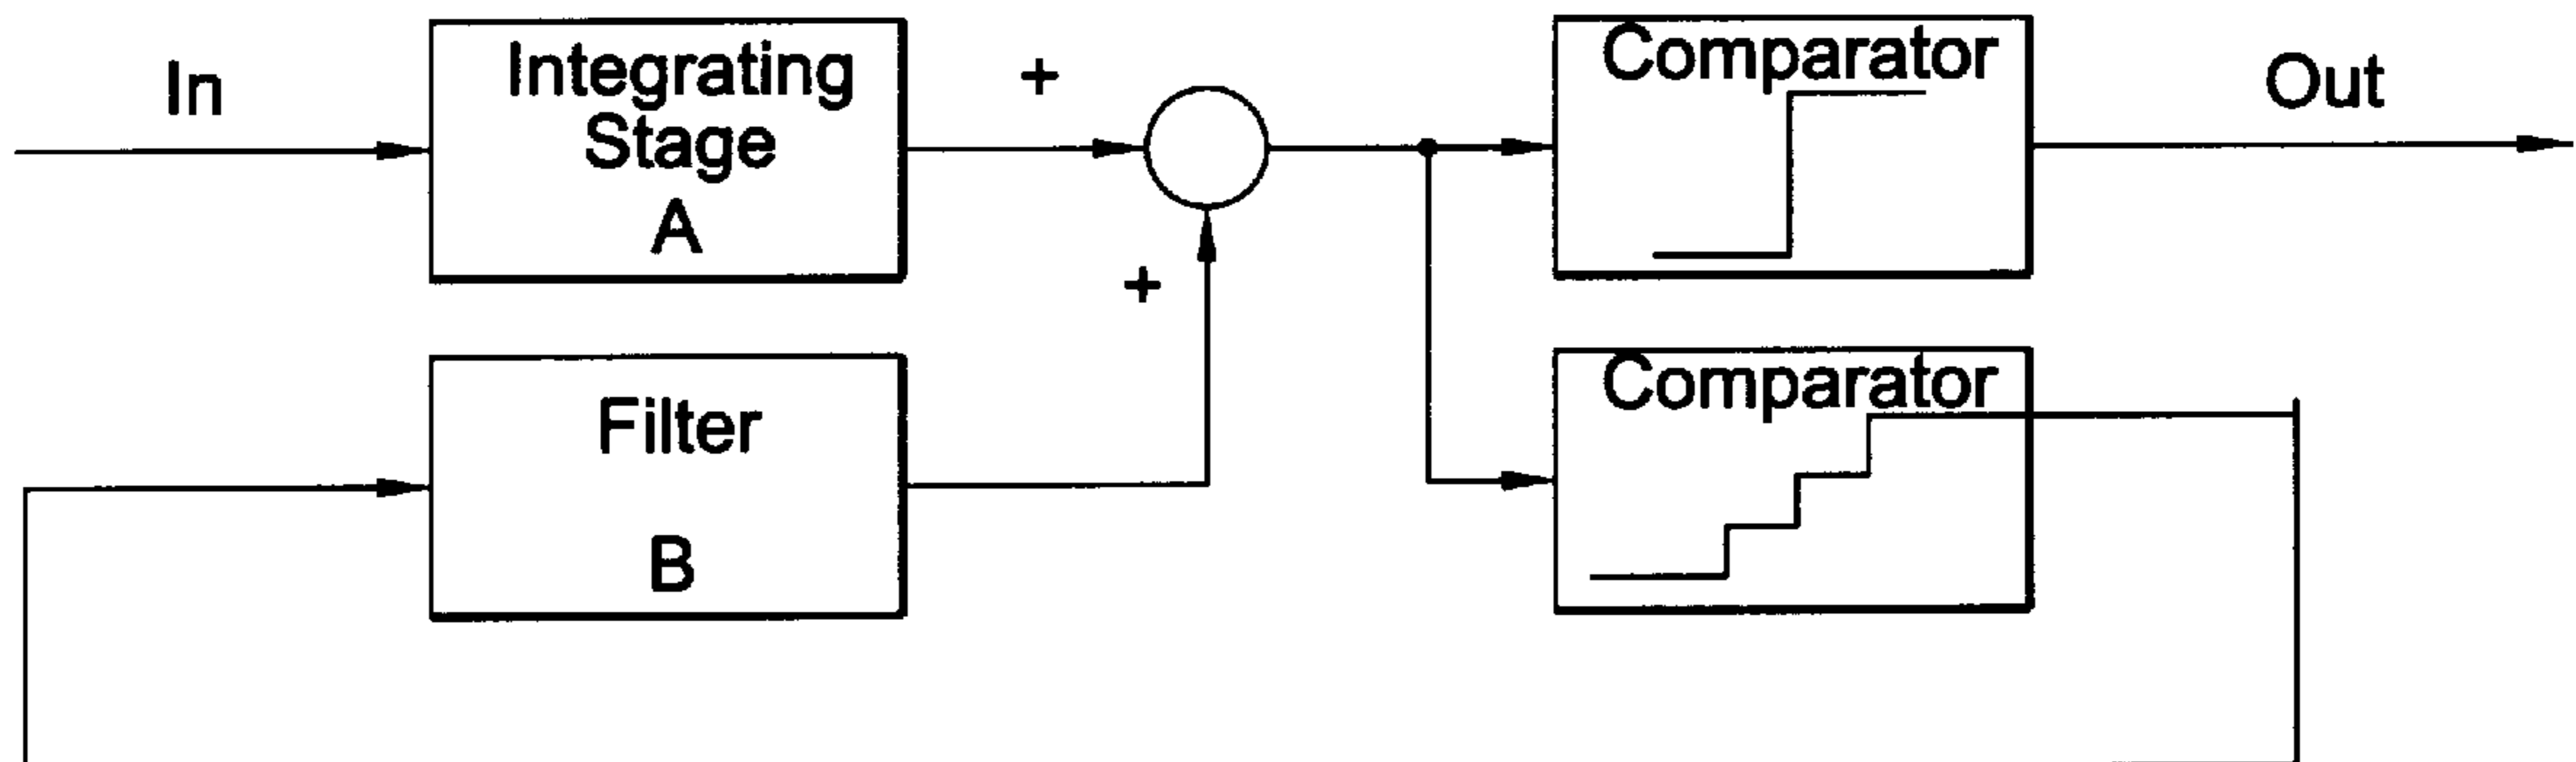 In
Integrating
Stage
A
+
Comparator
Out
+
Filter
B
Comparator